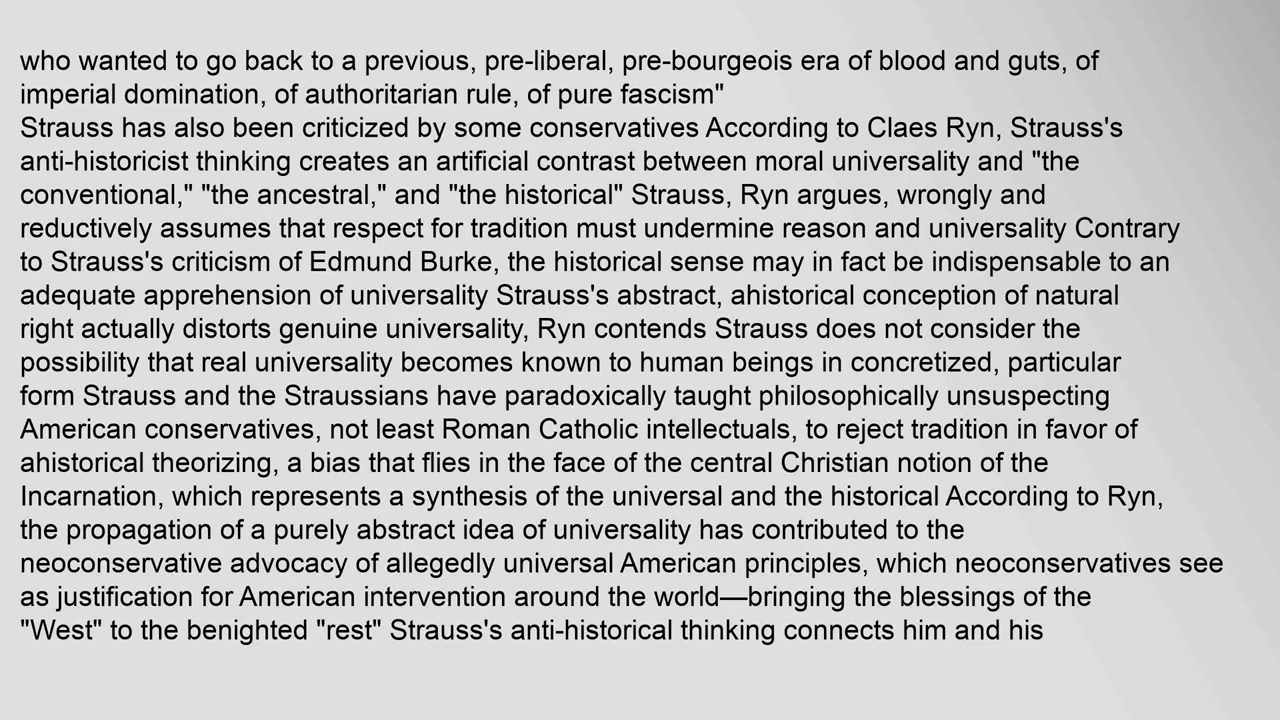 who wanted to go back to a previous, pre-liberal, pre-bourgeois era of blood and guts, of
imperial domination, of authoritarian rule, of pure fascism"
Strauss has also been criticized by some conservatives According to Claes Ryn, Strauss's
anti-historicist thinking creates an artificial contrast between moral universality and "the
conventional," "the ancestral," and "the historical" Strauss, Ryn argues, wrongly and
reductively assumes that respect for tradition must undermine reason and universality Contrary
to Strauss's criticism of Edmund Burke, the historical sense may in fact be indispensable to an
adequate apprehension of universality Strauss's abstract, ahistorical conception of natural
right actually distorts genuine universality, Ryn contends Strauss does not consider the
possibility that real universality becomes known to human beings in concretized, particular
form Strauss and the Straussians have paradoxically taught philosophically unsuspecting
American conservatives, not least Roman Catholic intellectuals, to reject tradition in favor of
ahistorical theorizing, a bias that flies in the face of the central Christian notion of the
Incarnation, which represents a synthesis of the universal and the historical According to Ryn,
the propagation of a purely abstract idea of universality has contributed to the
neoconservative advocacy of allegedly universal American principles, which neoconservatives see
as justification for American intervention around the world—bringing the blessings of the
"West" to the benighted "rest" Strauss's anti-historical thinking connects him and his